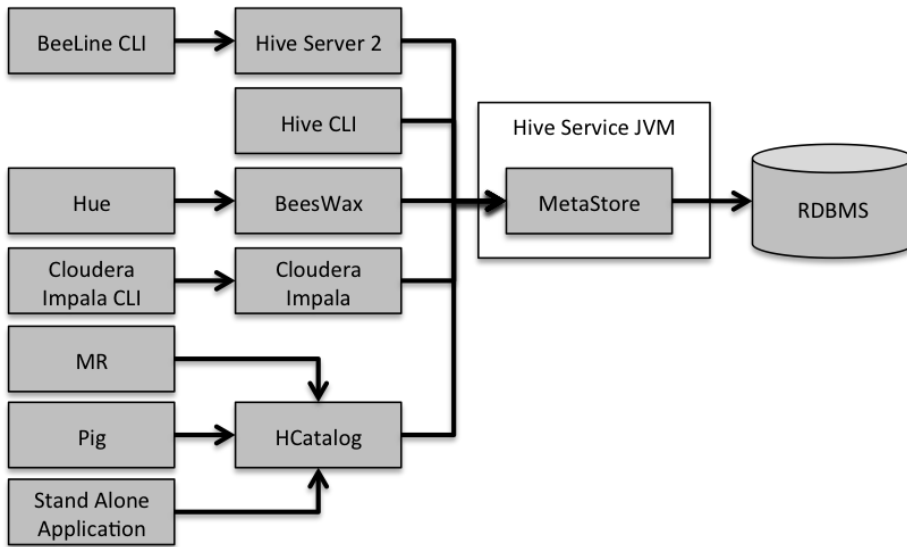 BeeLine CLI
Hive Server 2
Hive CLI
Hive Service JVM
Hue
BeesWax
MetaStore
RDBMS
Cloudera
Impala CLI
Cloudera
Impala
MR
Pig
HCatalog
Stand Alone
Application